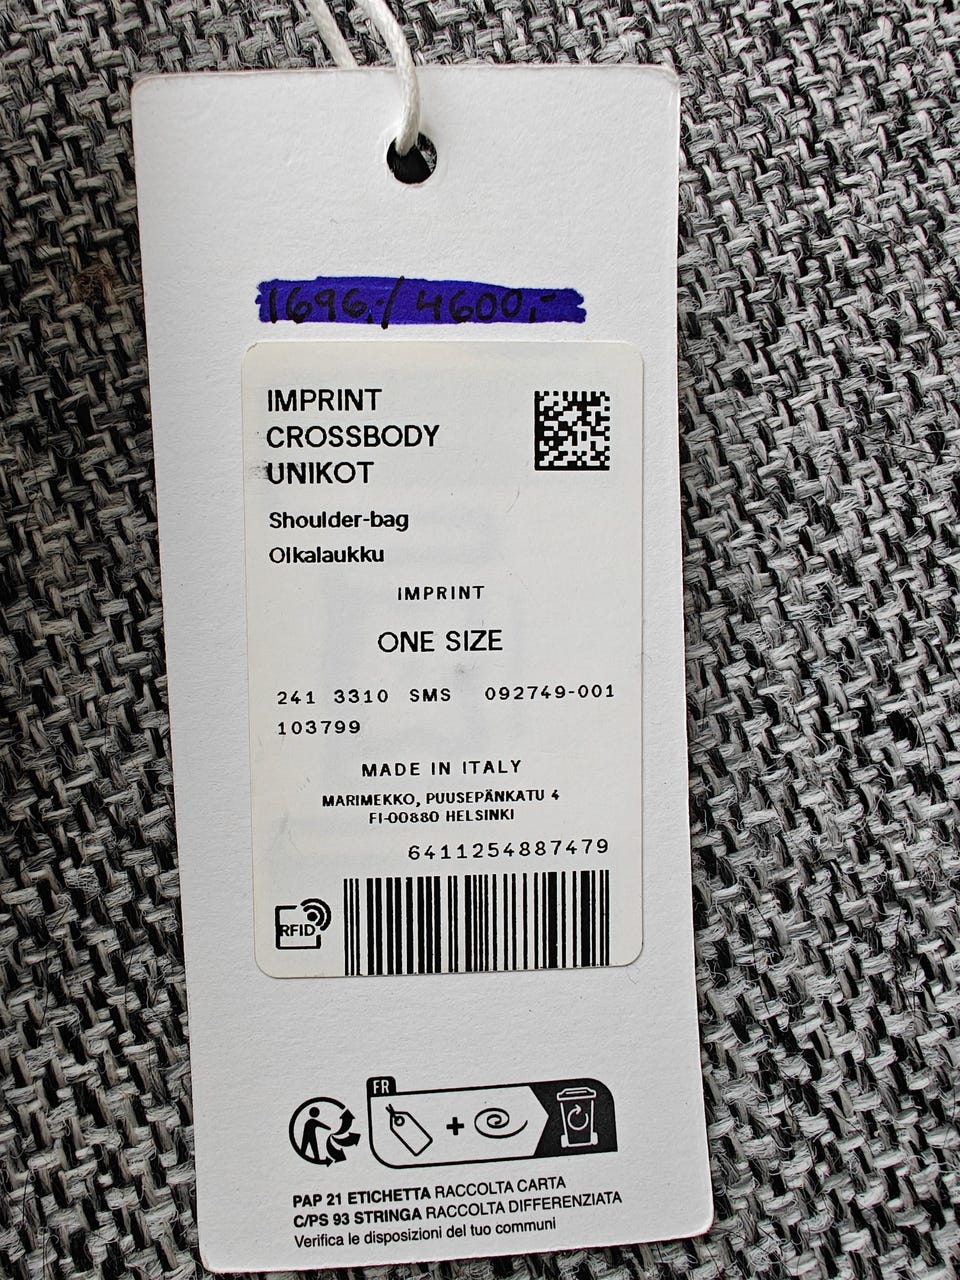 1696,-/ 4600,-
IMPRINT
CROSSBODY
UNIKOT
Shoulder-bag
Olkalaukku
IMPRINT
ONE SIZE
241 3310 SMS 092749-001
103799
MADE IN ITALY
MARIMEKKO, PUUSEPÄNKATU 4
FI-00880 HELSINKI
6411254887479
RFID
FR
PAP 21 ETICHETTA RACCOLTA CARTA
C/PS 93 STRINGA RACCOLTA DIFFERENZIATA
Verifica le disposizioni del tuo communi